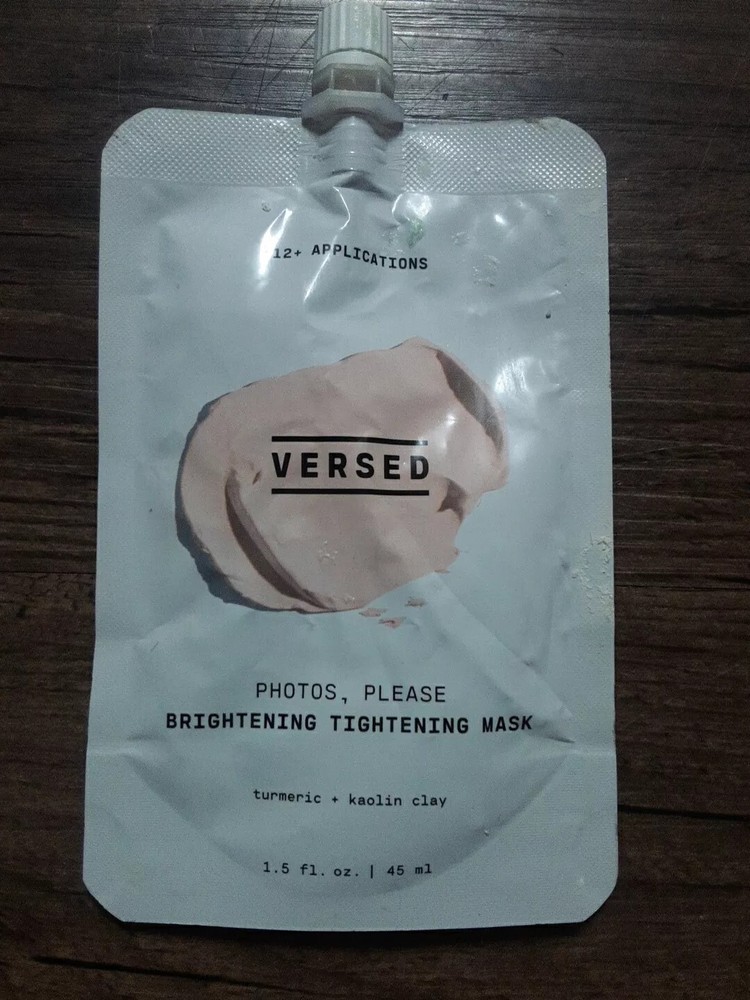 12+ APPLICATIONS
VERSED
PHOTOS, PLEASE
BRIGHTENING TIGHTENING MASK
turmeric + kaolin clay
1.5 fl. oz. | 45 ml